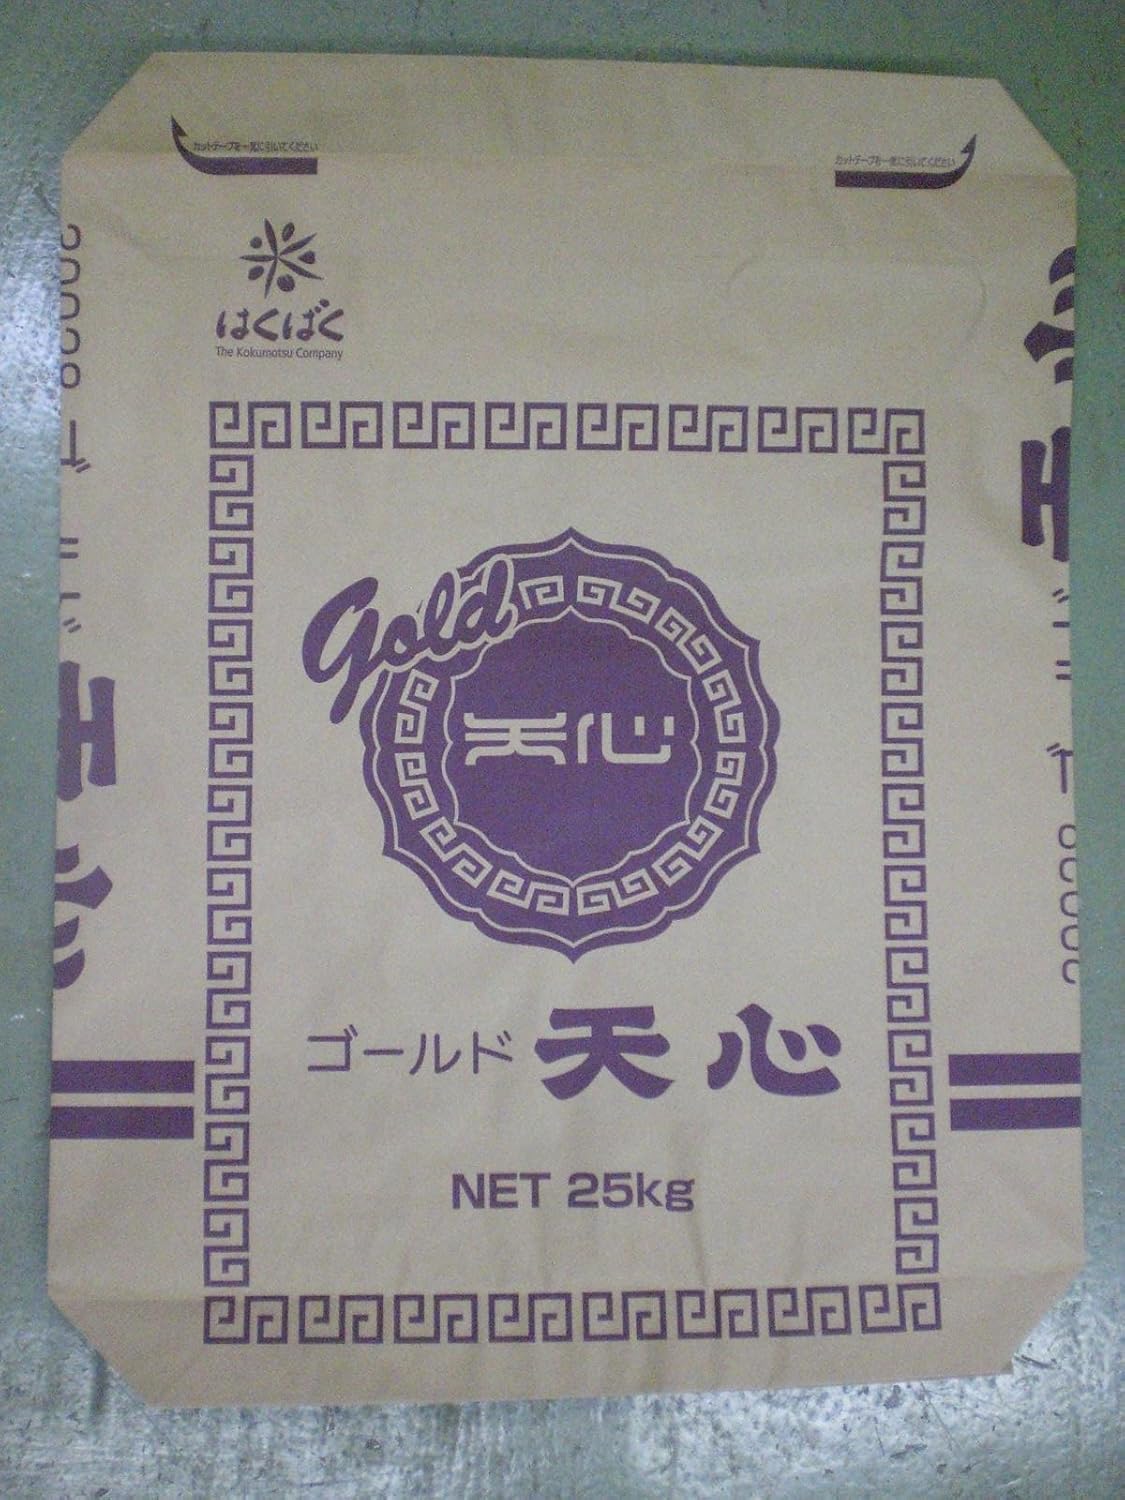 カットテープを一気に引いてください
カットテープを一気に引いてください
はくばく
The Kokumotsu Company
gold
天心
ゴールド 天心
NET 25kg